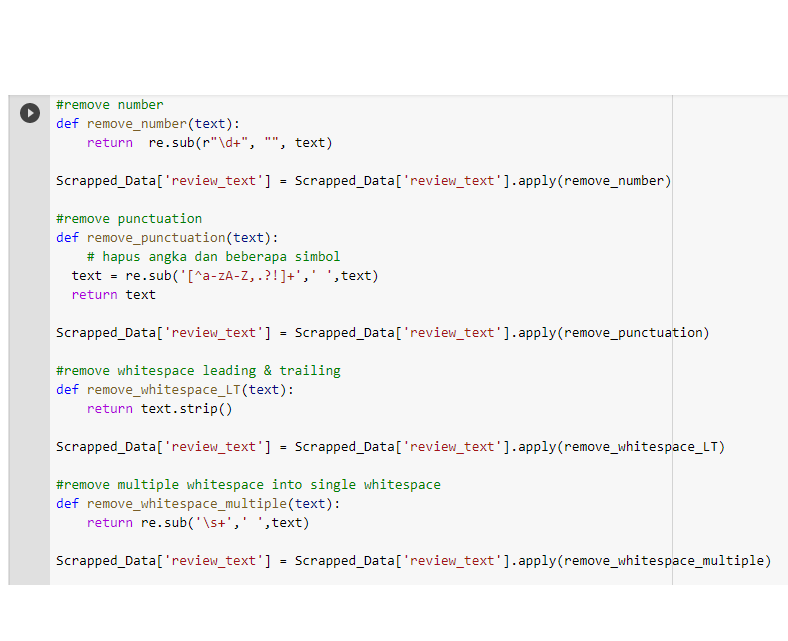 #remove number
def remove_number(text):
    return  re.sub(r"\d+", "", text)
Scrapped_Data['review_text'] = Scrapped_Data['review_text'].apply(remove_number)
#remove punctuation
def remove_punctuation(text):
    # hapus angka dan beberapa simbol
  text = re.sub('[^a-zA-Z,.?!]+',' ',text)
  return text
Scrapped_Data['review_text'] = Scrapped_Data['review_text'].apply(remove_punctuation)
#remove whitespace leading & trailing
def remove_whitespace_LT(text):
    return text.strip()
Scrapped_Data['review_text'] = Scrapped_Data['review_text'].apply(remove_whitespace_LT)
#remove multiple whitespace into single whitespace
def remove_whitespace_multiple(text):
    return re.sub('\s+',' ',text)
Scrapped_Data['review_text'] = Scrapped_Data['review_text'].apply(remove_whitespace_multiple)